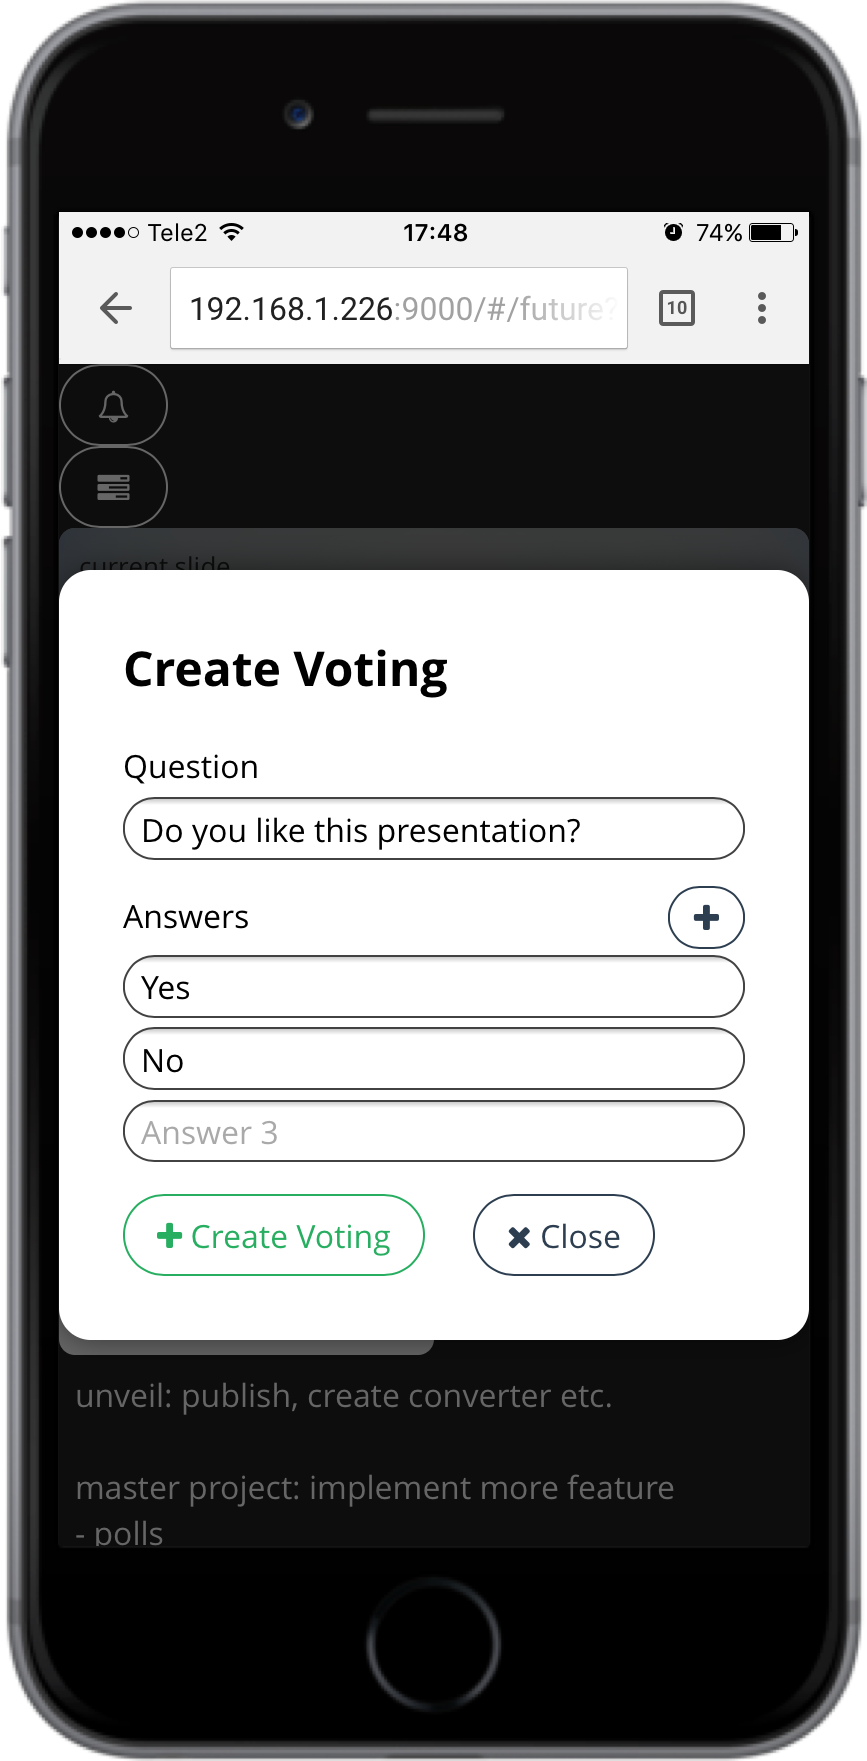 Tele2 17:48 74%
192.168.1.226:9000/#/future?
10
current slide
Create Voting
Question
Do you like this presentation?
Answers
Yes
No
Answer 3
Create Voting Close
unveil: publish, create converter etc.
master project: implement more feature
- polls